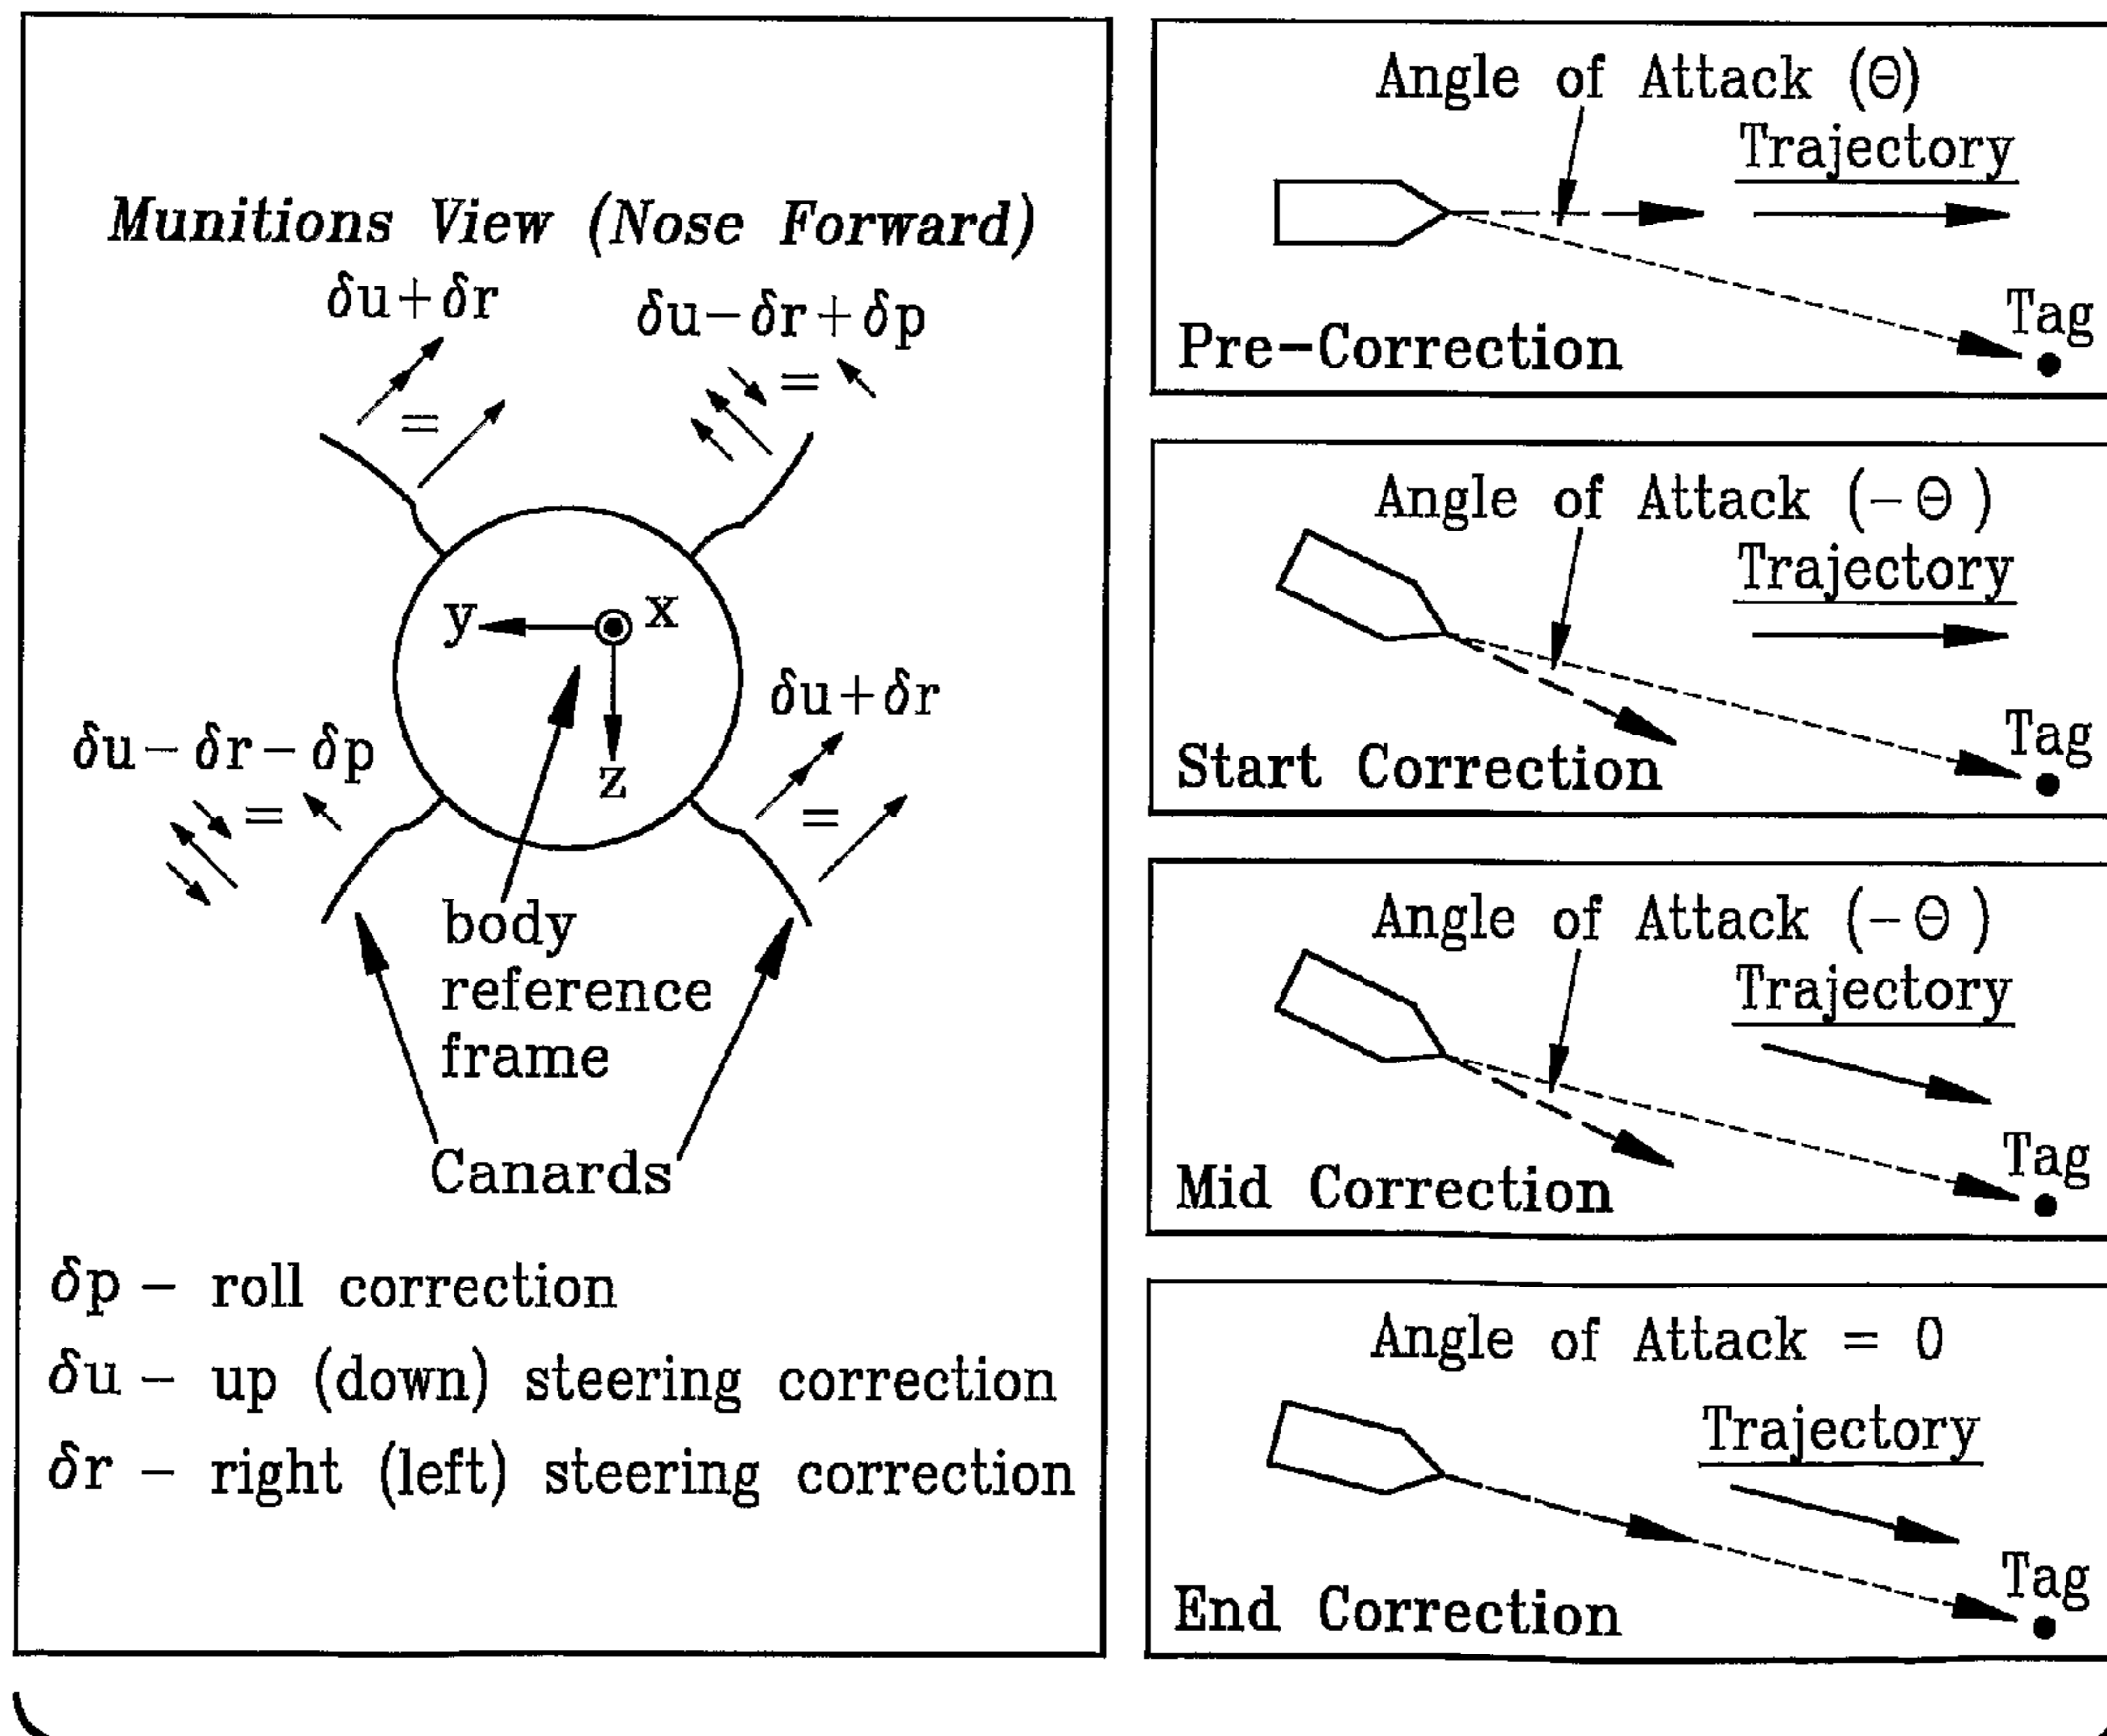 Munitions View (Nose Forward)
δu+δr
δu-δr+δp
=
=
y
x
z
δu-δr-δp
=
δu+δr
=
body
reference
frame
Canards
δp - roll correction
δu - up (down) steering correction
δr - right (left) steering correction
Angle of Attack (Θ)
Trajectory
Tag
Pre-Correction
Angle of Attack (-Θ)
Trajectory
Tag
Start Correction
Angle of Attack (-Θ)
Trajectory
Tag
Mid Correction
Angle of Attack = 0
Trajectory
Tag
End Correction